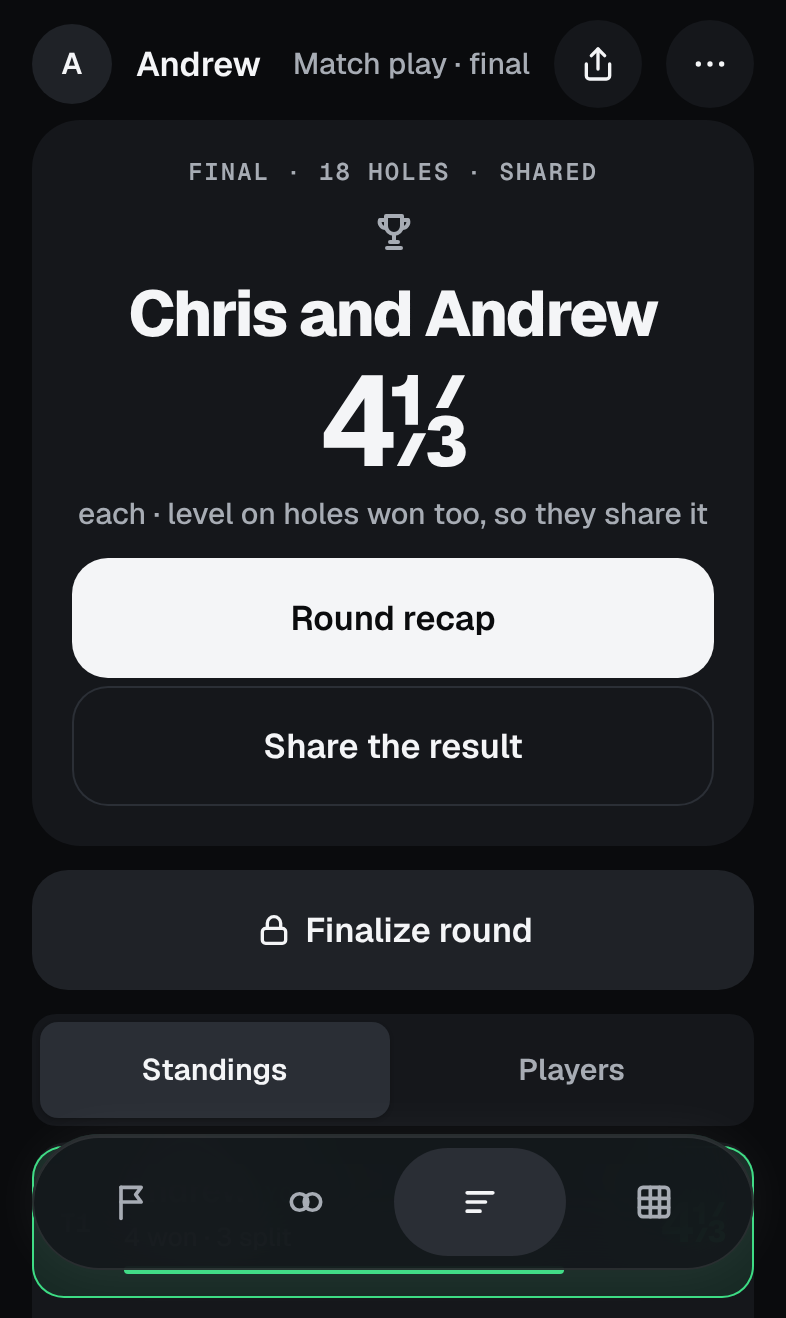 A
Andrew
Match play · final
FINAL · 18 HOLES · SHARED
Chris and Andrew
4⅓
each · level on holes won too, so they share it
Round recap
Share the result
Finalize round
Standings
Players